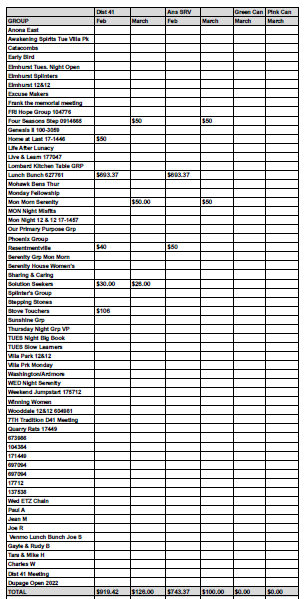 Dist 41 Ans SRV Green Can Pink Can
GROUP Feb March Feb March March March
Anona East
Awakening Spirits Tue Villa Pk
Catacombs
Early Bird
Elmhurst Tues. Night Open
Elmhurst Splinters
Elmhurst 12&12
Excuse Makers
Frank the memorial meeting
FRI Hope Group 104776
Four Seasons Step 0914668 $50 $50
Genesis II 100-3059
Home at Last 17-1446 $50
Life After Lunacy
Live & Learn 177047
Lombard Kitchen Table GRP
Lunch Bunch 627761 $693.37 $693.37
Mohawk Bens Thur
Monday Fellowship
Mon Morn Serenity $50.00 $50
MON Night Misfits
Mon Night 12 & 12 17-1457
Our Primary Purpose Grp
Phoenix Group
Resentmentville $40 $50
Serenity Grp Mon Morn
Serenity House Women's
Sharing & Caring
Solution Seekers $30.00 $26.00
Splinter's Group
Stepping Stones
Stove Touchers $106
Sunshine Grp
Thursday Night Grp VP
TUES Night Big Book
TUES Slow Learners
Villa Park 12&12
Villa Prk Monday
Washington/Ardmore
WED Night Serenity
Weekend Jumpstart 176712
Winning Women
Wooddale 12&12 604981
7TH Tradition D41 Meeting
Quarry Rats 17449
673986
104384
171449
697094
697094
17712
137538
Wed ETZ Chain
Paul A
Jean M
Joe R
Venmo Lunch Bunch Joe S
Gayle & Rudy B
Tara & Mike H
Charles W
Dist 41 Meeting
Dupage Open 2022
TOTAL $919.42 $126.00 $743.37 $100.00 $0.00 $0.00